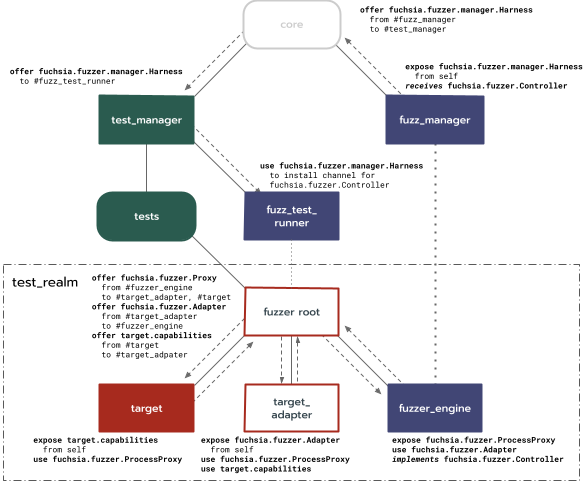 core
offer fuchsia.fuzzer.manager.Harness
from #fuzz_manager
to #test_manager
offer fuchsia.fuzzer.manager.Harness
to #fuzz_test_runner
expose fuchsia.fuzzer.manager.Harness
from self
receives fuchsia.fuzzer.Controller
test_manager
fuzz_manager
use fuchsia.fuzzer.manager.Harness
to install channel for
fuchsia.fuzzer.Controller
tests
fuzz_test_
runner
test_realm
offer fuchsia.fuzzer.Proxy
from #fuzzer_engine
to #target_adapter, #target
offer fuchsia.fuzzer.Adapter
from #target_adapter
to #fuzzer_engine
offer target.capabilities
from #target
to #target_adpater
fuzzer root
target
target_
adapter
fuzzer_engine
expose target.capabilities
from self
use fuchsia.fuzzer.ProcessProxy
expose fuchsia.fuzzer.Adapter
from self
use fuchsia.fuzzer.ProcessProxy
use target.capabilities
expose fuchsia.fuzzer.ProcessProxy
use fuchsia.fuzzer.Adapter
implements fuchsia.fuzzer.Controller